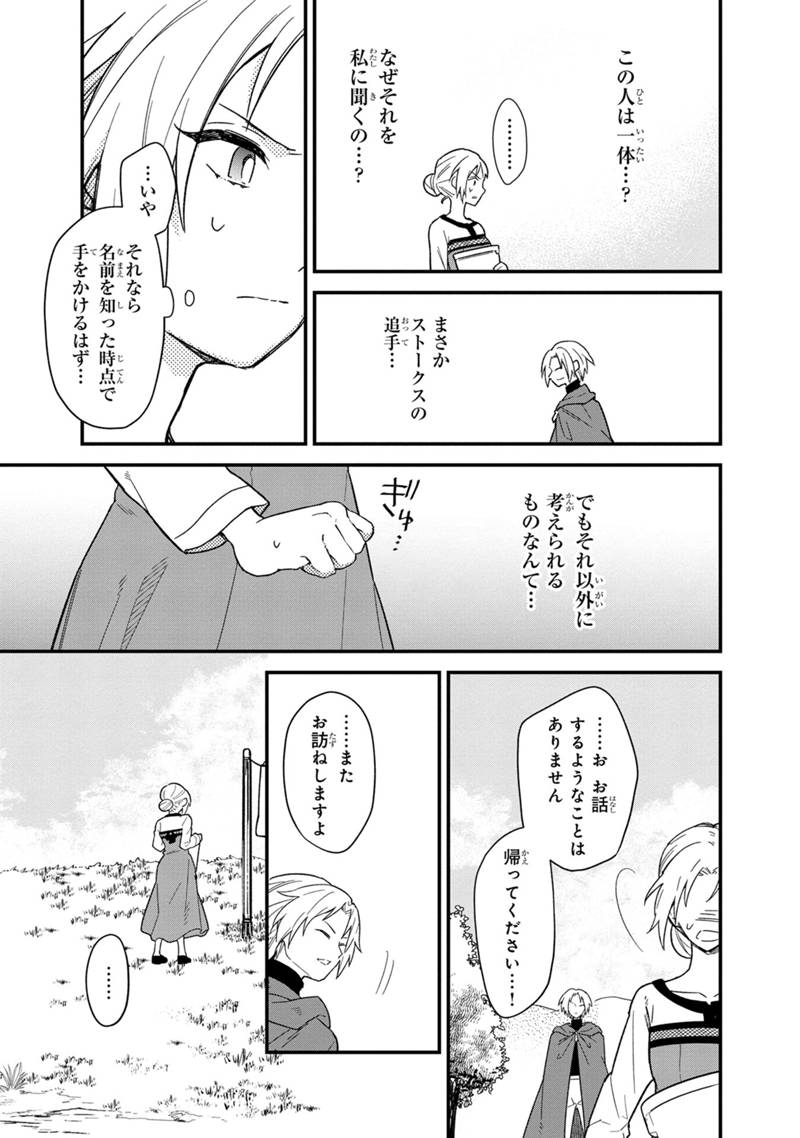 この人は一体…？
………
なぜそれを
私に聞くの…？
まさか
ストークスの
追手…
…いや
それなら
名前を知った時点で
手をかけるはず…
でもそれ以外に
考えられる
ものなんて…
ギュ…
……お お話
するようなことは
ありません
帰ってください…！
……また
お訪ねしますよ
……